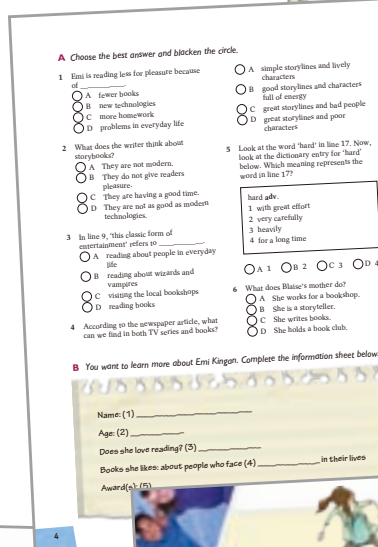 A Choose the best answer and blacken the circle.
1 Emi is reading less for pleasure because
of __________.
A fewer books
B new technologies
C more homework
D problems in everyday life
2 What does the writer think about
storybooks?
A They are not modern.
B They do not give readers
pleasure.
C They are having a good time.
D They are not as good as modern
technologies.
3 In line 9, ‘this classic form of
entertainment’ refers to __________.
A reading about people in everyday
life
B reading about wizards and
vampires
C visiting the local bookshops
D reading books
4 According to the newspaper article, what
can we find in both TV series and books?
A simple storylines and lively
characters
B good storylines and characters
full of energy
C great storylines and bad people
D great storylines and poor
characters
5 Look at the word ‘hard’ in line 17. Now,
look at the dictionary entry for ‘hard’
below. Which meaning represents the
word in line 17?
hard adv.
1 with great effort
2 very carefully
3 heavily
4 for a long time
A 1 B 2 C 3 D 4
6 What does Blaise’s mother do?
A She works for a bookshop.
B She is a storyteller.
C She writes books.
D She holds a book club.
B You want to learn more about Emi Kingan. Complete the information sheet below
Name: (1) __________
Age: (2) __________
Does she love reading? (3) __________
Books she likes: about people who face (4) __________ in their lives
Award(s): (5)
4